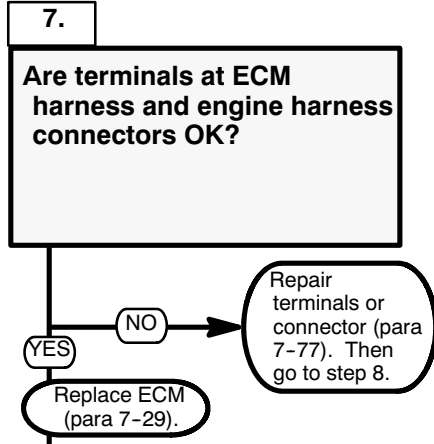 7.
Are terminals at ECM
harness and engine harness
connectors OK?
NO
Repair
terminals or
connector (para
7-77). Then
go to step 8.
YES
Replace ECM
(para 7-29).